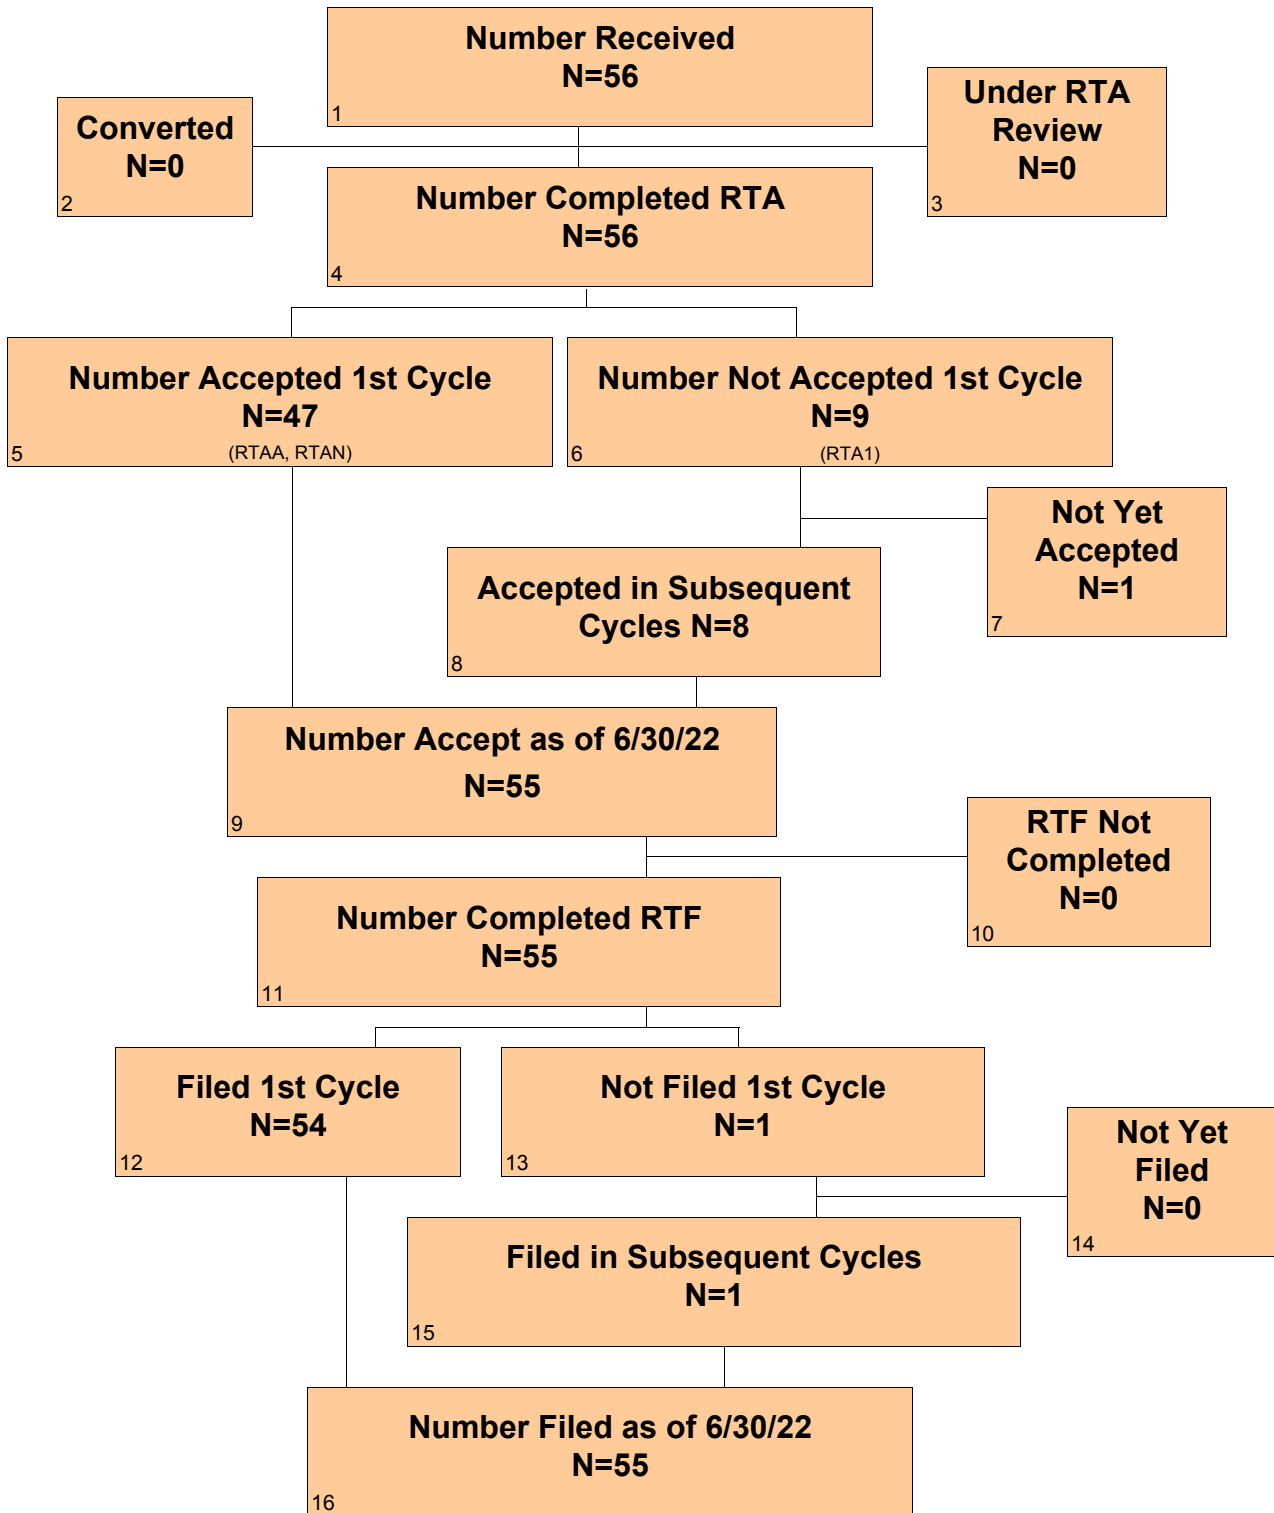 Number Received
N=56
1
Converted
N=0
2
Under RTA
Review
N=0
3
Number Completed RTA
N=56
4
Number Accepted 1st Cycle
N=47
(RTAA, RTAN)
5
Number Not Accepted 1st Cycle
N=9
(RTA1)
6
Not Yet
Accepted
N=1
7
Accepted in Subsequent
Cycles N=8
8
Number Accept as of 6/30/22
N=55
9
RTF Not
Completed
N=0
10
Number Completed RTF
N=55
11
Filed 1st Cycle
N=54
12
Not Filed 1st Cycle
N=1
13
Not Yet
Filed
N=0
14
Filed in Subsequent Cycles
N=1
15
Number Filed as of 6/30/22
N=55
16